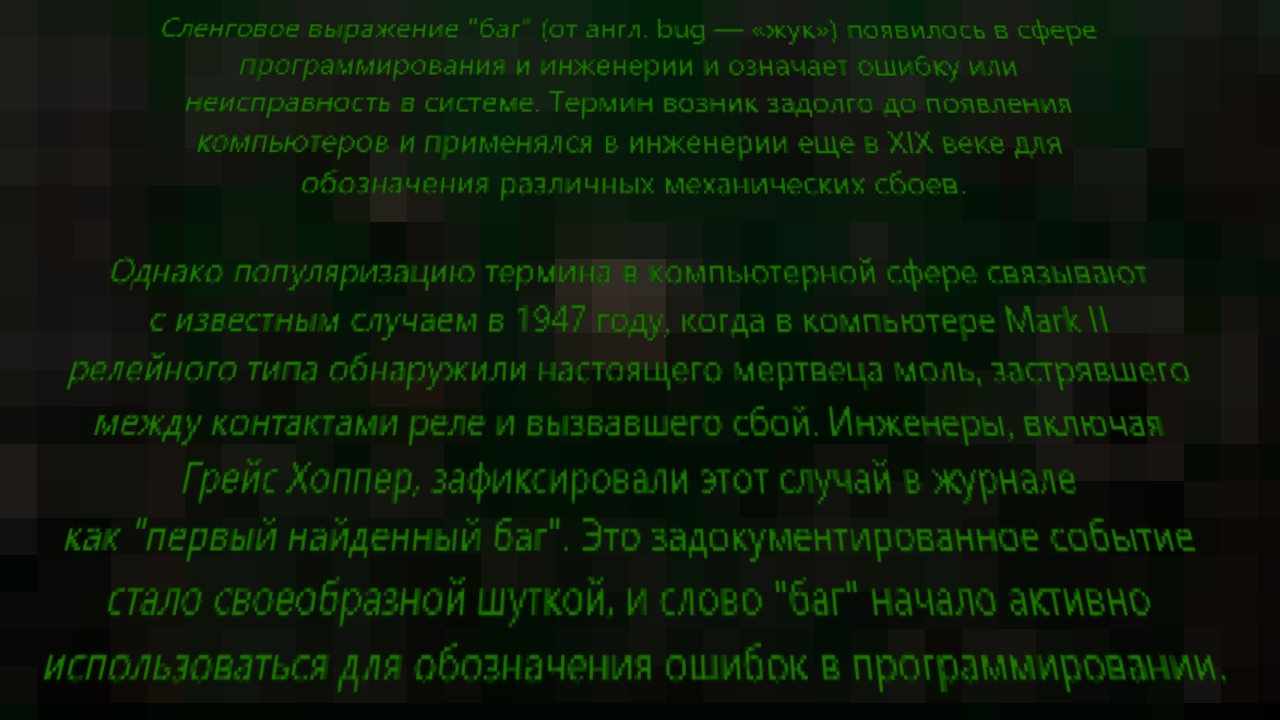 Сленговое выражение "баг" (от англ. bug — «жук») появилось в сфере
программирования и инженерии и означает ошибку или
неисправность в системе. Термин возник задолго до появления
компьютеров и применялся в инженерии еще в XIX веке для
обозначения различных механических сбоев.
Однако популяризацию термина в компьютерной сфере связывают
с известным случаем в 1947 году, когда в компьютере Mark II
релейного типа обнаружили настоящего мертвеца моль, застрявшего
между контактами реле и вызвавшего сбой. Инженеры, включая
Грейс Хоппер, зафиксировали этот случай в журнале
как "первый найденный баг". Это задокументированное событие
стало своеобразной шуткой, и слово "баг" начало активно
использоваться для обозначения ошибок в программировании.